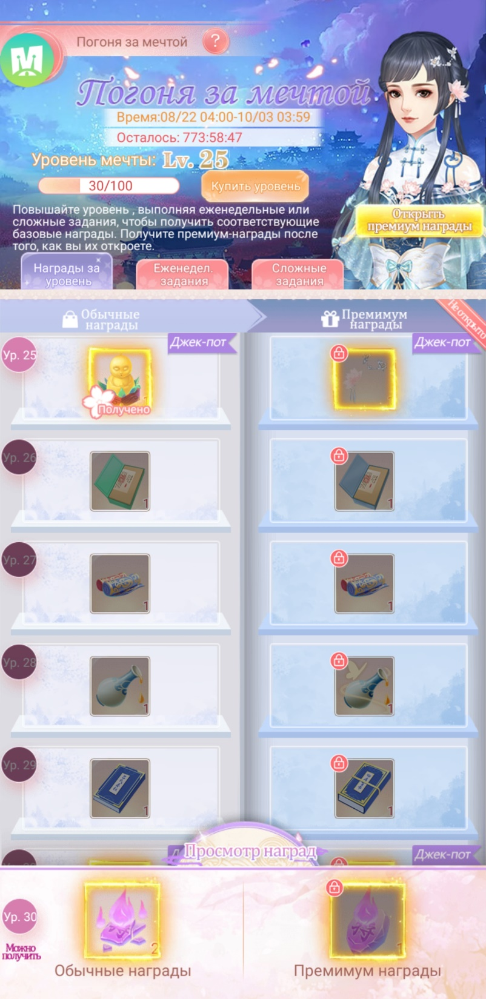 Погоня за мечтой
?
Погоня за мечтой
Время:08/22 04:00-10/03 03:59
Осталось: 773:58:47
Уровень мечты: Lv. 25
30/100
Купить уровень
Повышайте уровень , выполняя еженедельные или
сложные задания, чтобы получить соответствующие
базовые награды. Получите премиум-награды после
того, как вы их откроете.
Открыть
премиум награды
Награды за
уровень
Еженедел.
задания
Сложные
задания
Обычные
награды
Премимум
награды
Не открыто
Ур. 25
Джек-пот
Получено
Джек-пот
Ур. 26
1
1
Ур. 27
1
1
Ур. 28
1
1
Ур. 29
1
1
Просмотр наград
Джек-пот
Ур. 30
Можно
получить
2
1
Обычные награды
Премимум награды